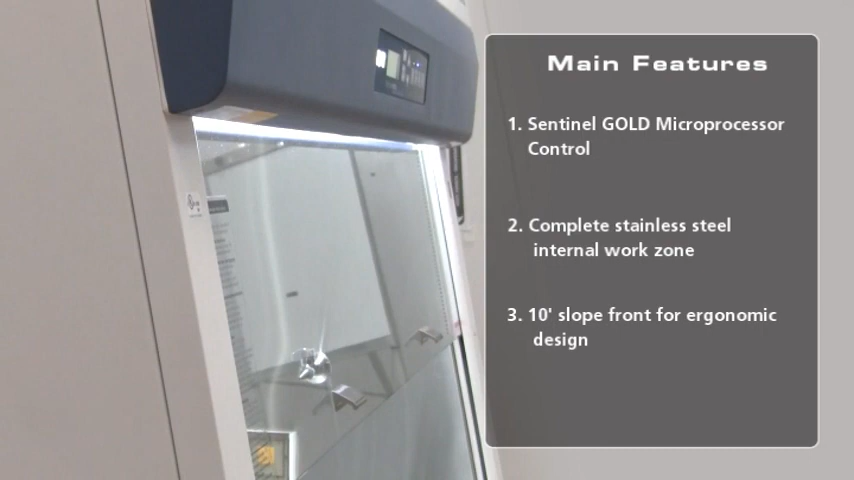 Main Features
1. Sentinel GOLD Microprocessor
Control
2. Complete stainless steel
internal work zone
3. 10' slope front for ergonomic
design